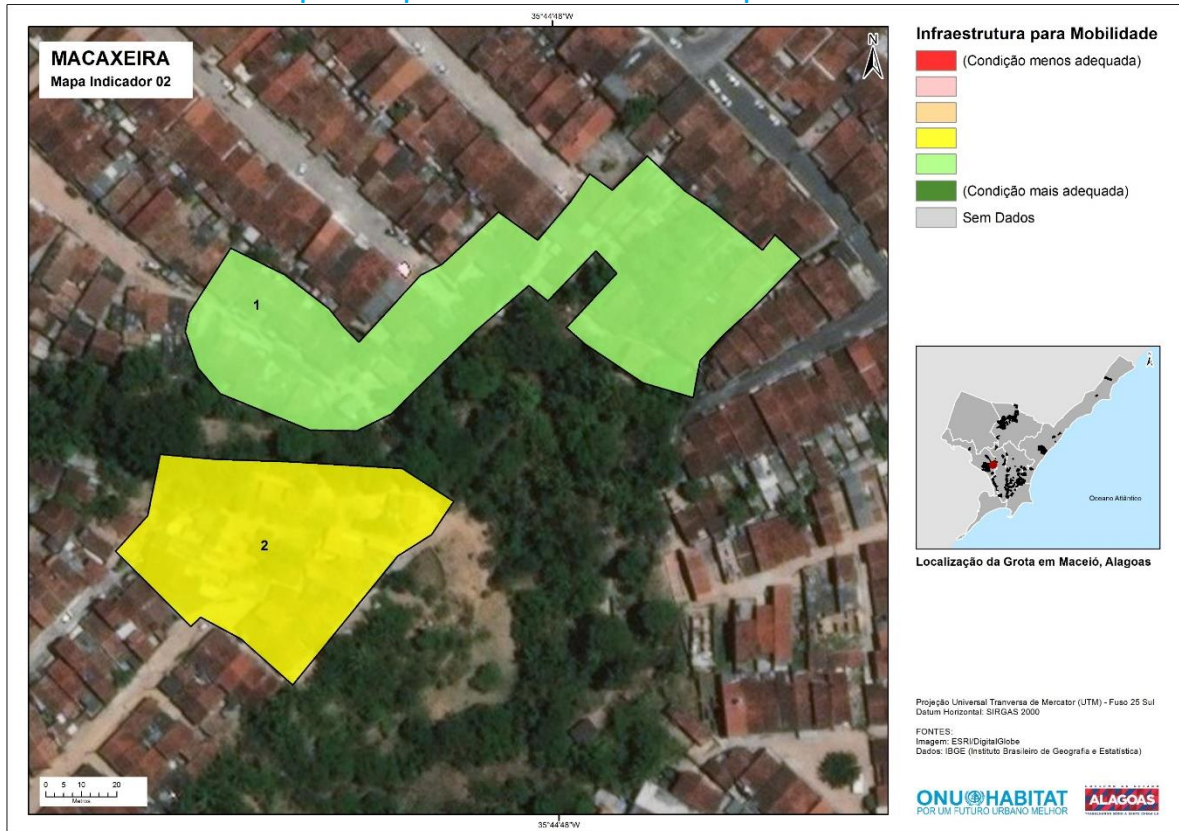 35°44'48"W
MACAXEIRA
Mapa Indicador 02
N
1
2
0 5 10 20
Metros
35°44'48"W
Infraestrutura para Mobilidade
(Condição menos adequada)
(Condição mais adequada)
Sem Dados
Oceano Atlântico
Localização da Grota em Maceió, Alagoas
Projeção Universal Tranversa de Mercator (UTM) - Fuso 25 Sul
Datum Horizontal: SIRGAS 2000
FONTES:
Imagem: ESRI/DigitalGlobe
Dados: IBGE (Instituto Brasileiro de Geografia e Estatística)
ONU HABITAT
POR UM FUTURO URBANO MELHOR
ALAGOAS